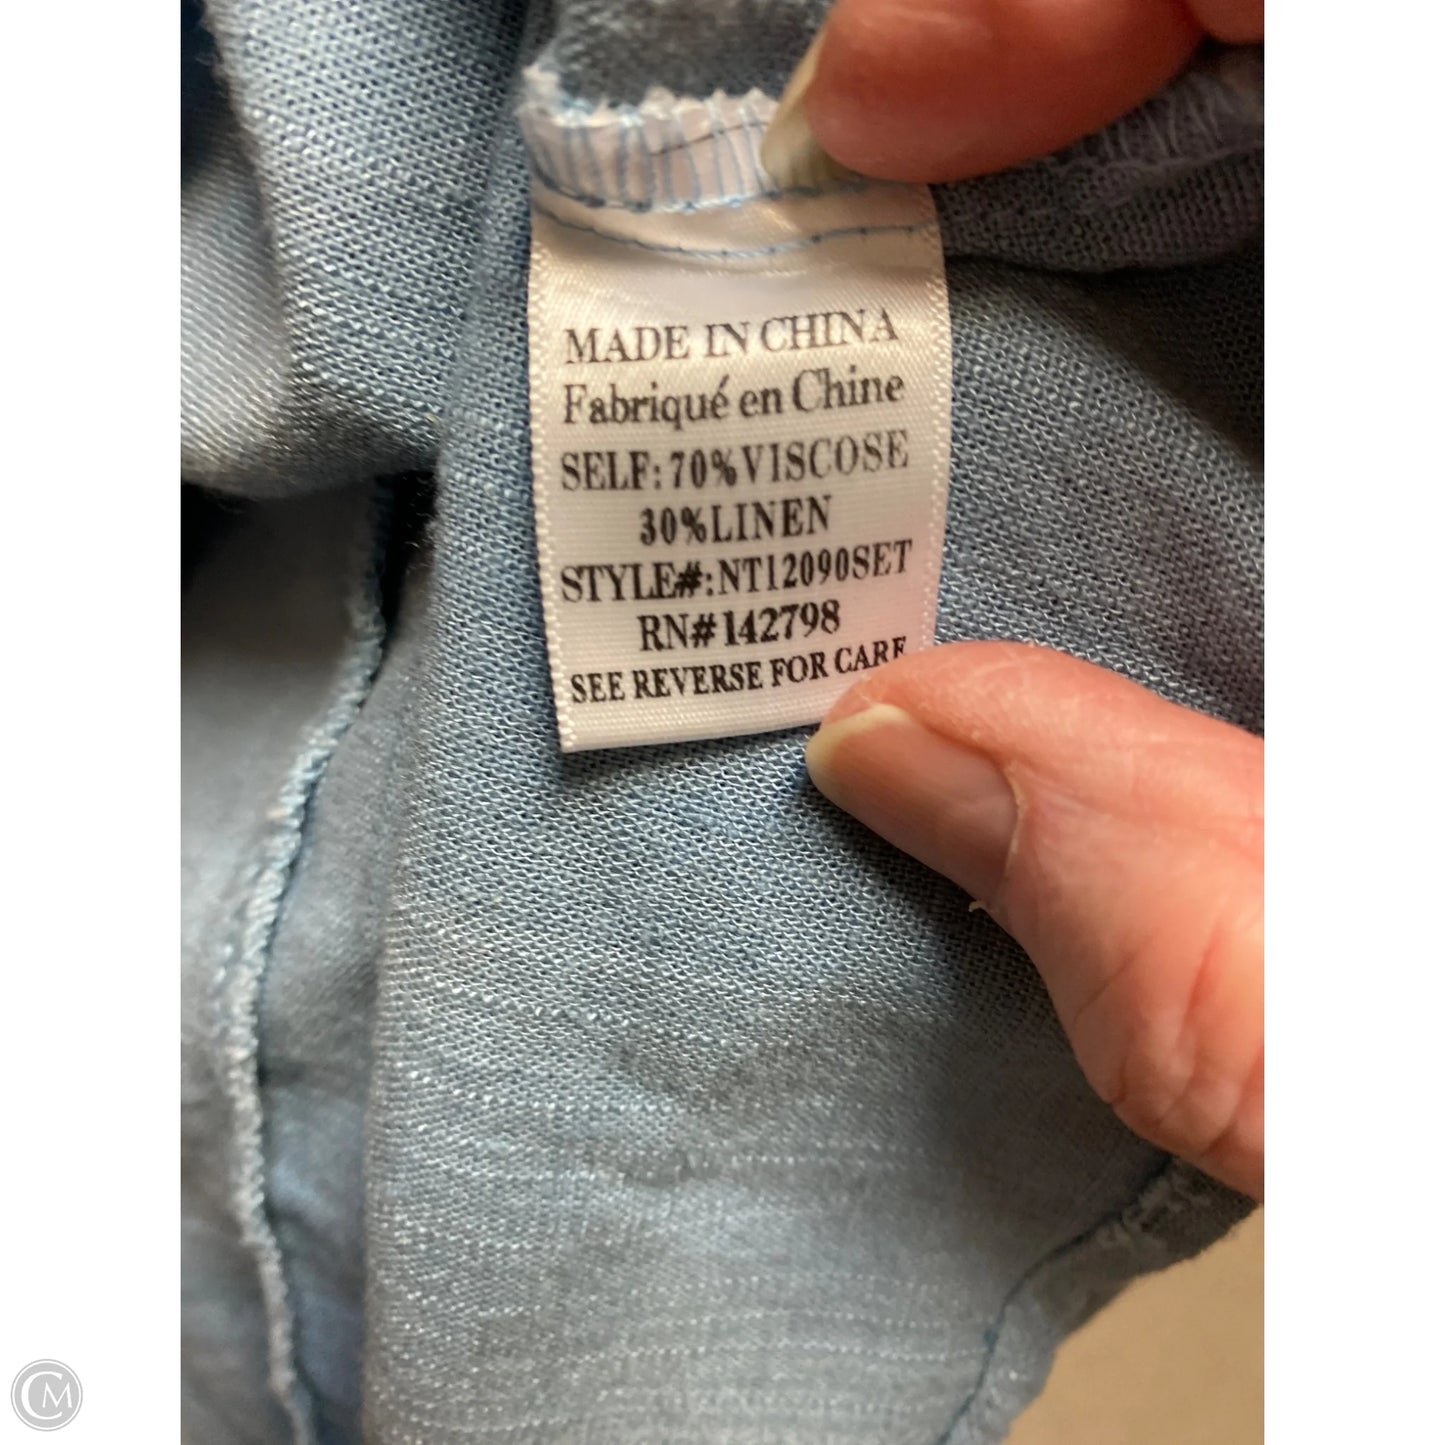 MADE IN CHINA
Fabriqué en Chine
SELF: 70% VISCOSE
30% LINEN
STYLE#: NT12090SET
RN# 142798
SEE REVERSE FOR CARE
CM